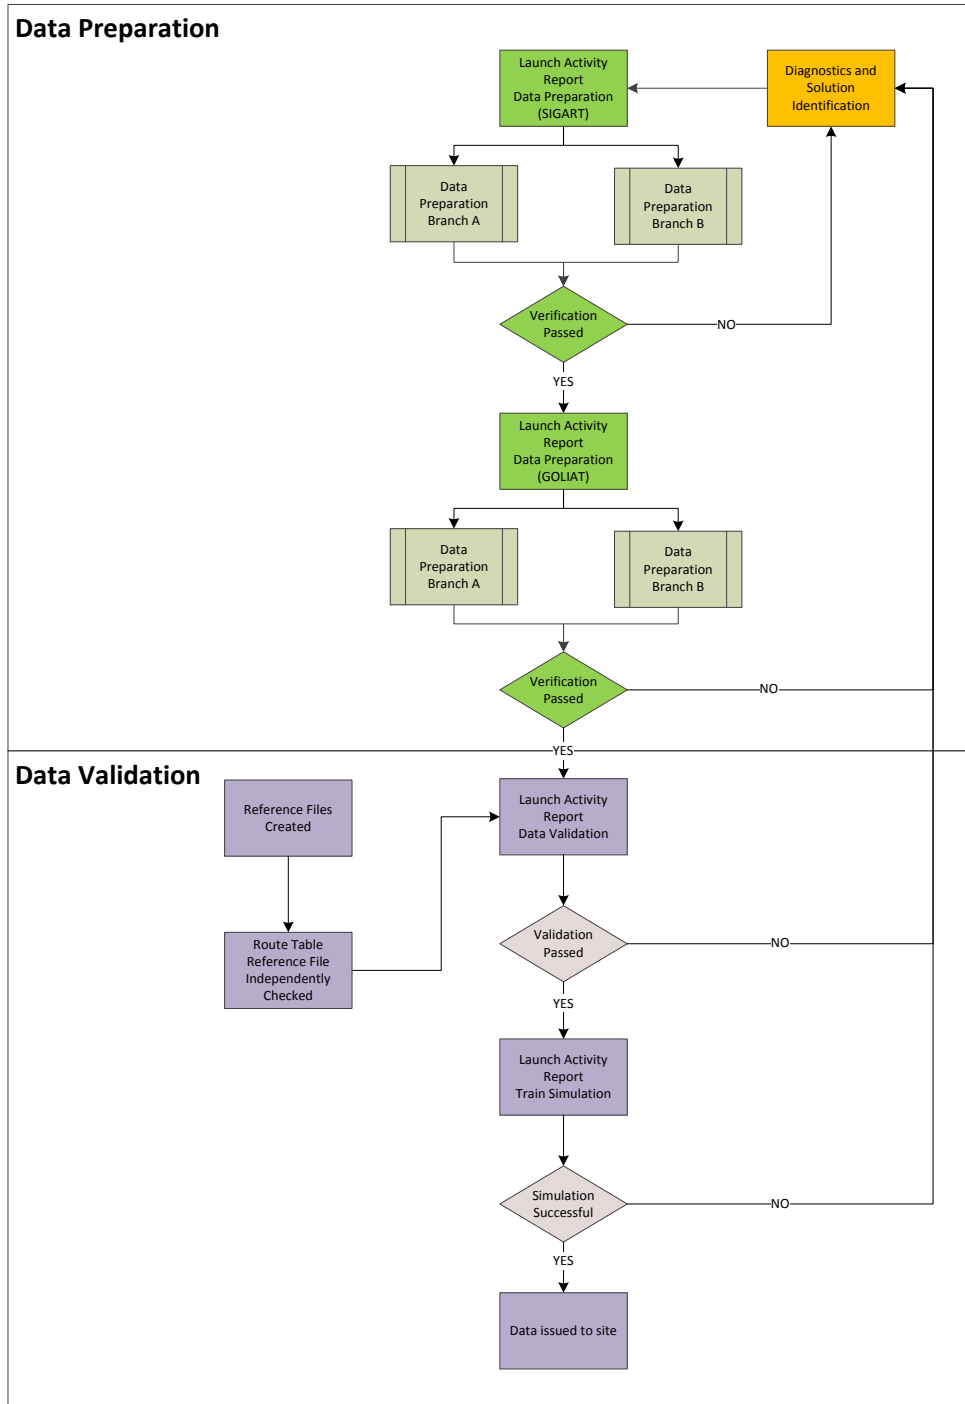 Data Preparation
Launch Activity
Report
Data Preparation
(SIGART)
Diagnostics and
Solution
Identification
Data
Preparation
Branch A
Data
Preparation
Branch B
Verification
Passed
NO
YES
Launch Activity
Report
Data Preparation
(GOLIAT)
Data
Preparation
Branch A
Data
Preparation
Branch B
Verification
Passed
NO
YES
Data Validation
Reference Files
Created
Launch Activity
Report
Data Validation
Route Table
Reference File
Independently
Checked
Validation
Passed
NO
YES
Launch Activity
Report
Train Simulation
Simulation
Successful
NO
YES
Data issued to site